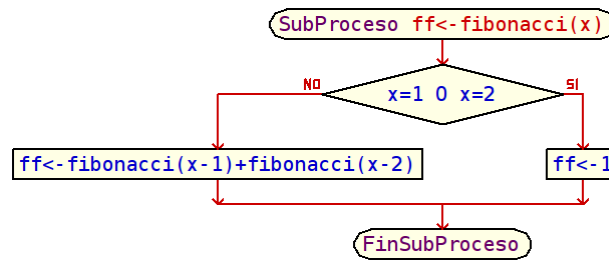 SubProceso ff<-fibonacci(x)
NO
SI
x=1 O x=2
ff<-fibonacci(x-1)+fibonacci(x-2)
ff<-1
FinSubProceso